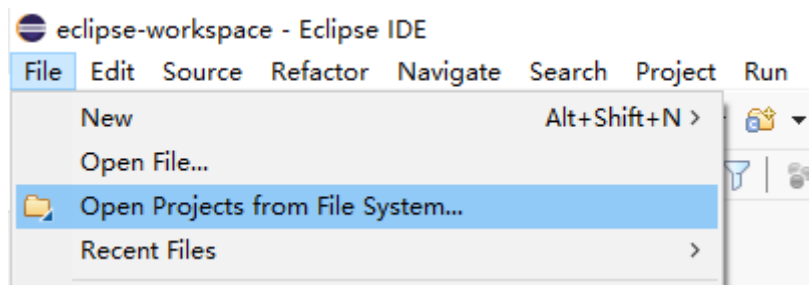 eclipse-workspace - Eclipse IDE
File Edit Source Refactor Navigate Search Project Run
New Alt+Shift+N >
Open File...
Open Projects from File System...
Recent Files >